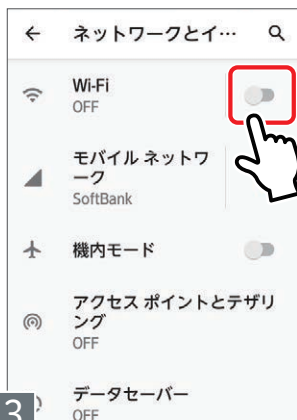 ネットワークとイ…
Wi-Fi
OFF
モバイル ネットワ
ーク
SoftBank
機内モード
アクセス ポイントとテザリ
ング
OFF
データセーバー
OFF
3